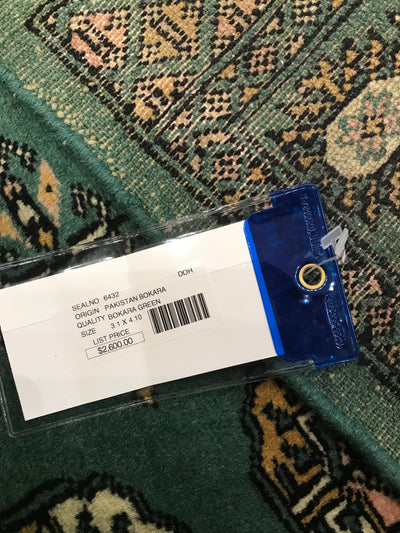 DOH
SEALNO 6432
ORIGIN PAKISTAN BOKARA
QUALITY BOKARA GREEN
SIZE 3.1 X 4.10
LIST PRICE
$2,600.00